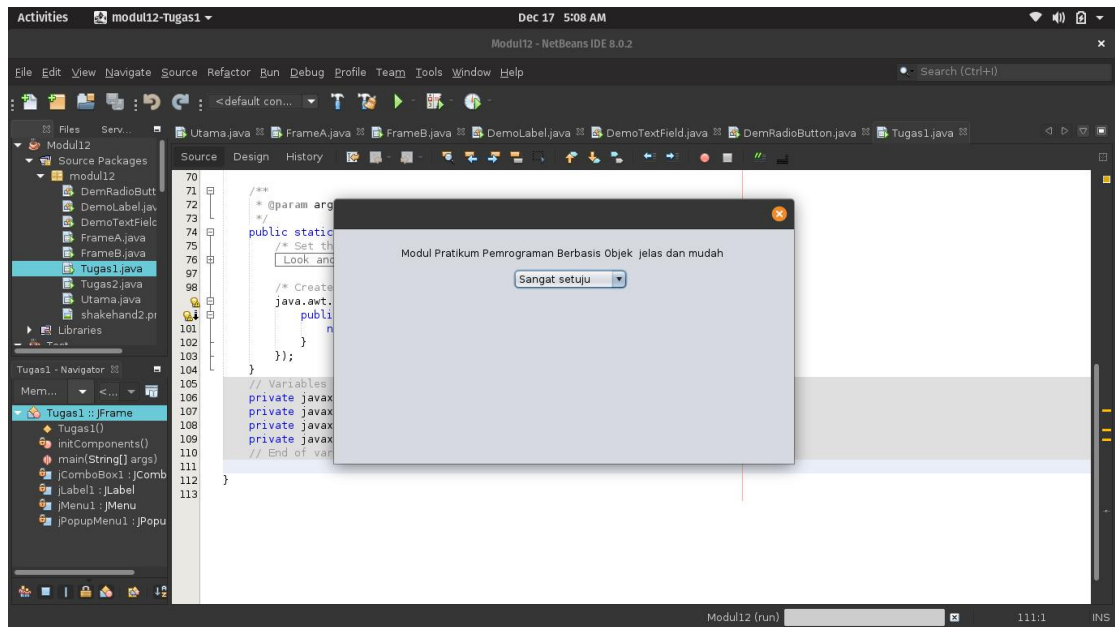 Activities modul12-Tugas1 Dec 17 5:08 AM
Modul12 - NetBeans IDE 8.0.2
File Edit View Navigate Source Refactor Run Debug Profile Team Tools Window Help Search (Ctrl+I)
<default con...
Files Serv...
Utama.java FrameA.java FrameB.java DemoLabel.java DemoTextField.java DemRadioButton.java Tugas1.java
Modul12
Source Packages
modul12
DemRadioButt
DemoLabel.jav
DemoTextFielc
FrameA.java
FrameB.java
Tugas1.java
Tugas2.java
Utama.java
shakehand2.pr
Libraries
Source Design History
70
71 /**
72 * @param arg
73 */
74 public static
75 /* Set th
76 Look and
97
98 /* Create
java.awt.
publi
101 n
102 }
103 });
104 }
105 // Variables
106 private javax
107 private javax
108 private javax
109 private javax
110 // End of var
111
112 }
113
Modul Pratikum Pemrograman Berbasis Objek jelas dan mudah
Sangat setuju
Tugas1 - Navigator
Mem... <...
Tugas1 :: JFrame
Tugas1()
initComponents()
main(String[] args)
jComboBox1 : JComb
jLabel1 : JLabel
jMenu1 : JMenu
jPopupMenu1 : JPopu
Modul12 (run) 111:1 INS